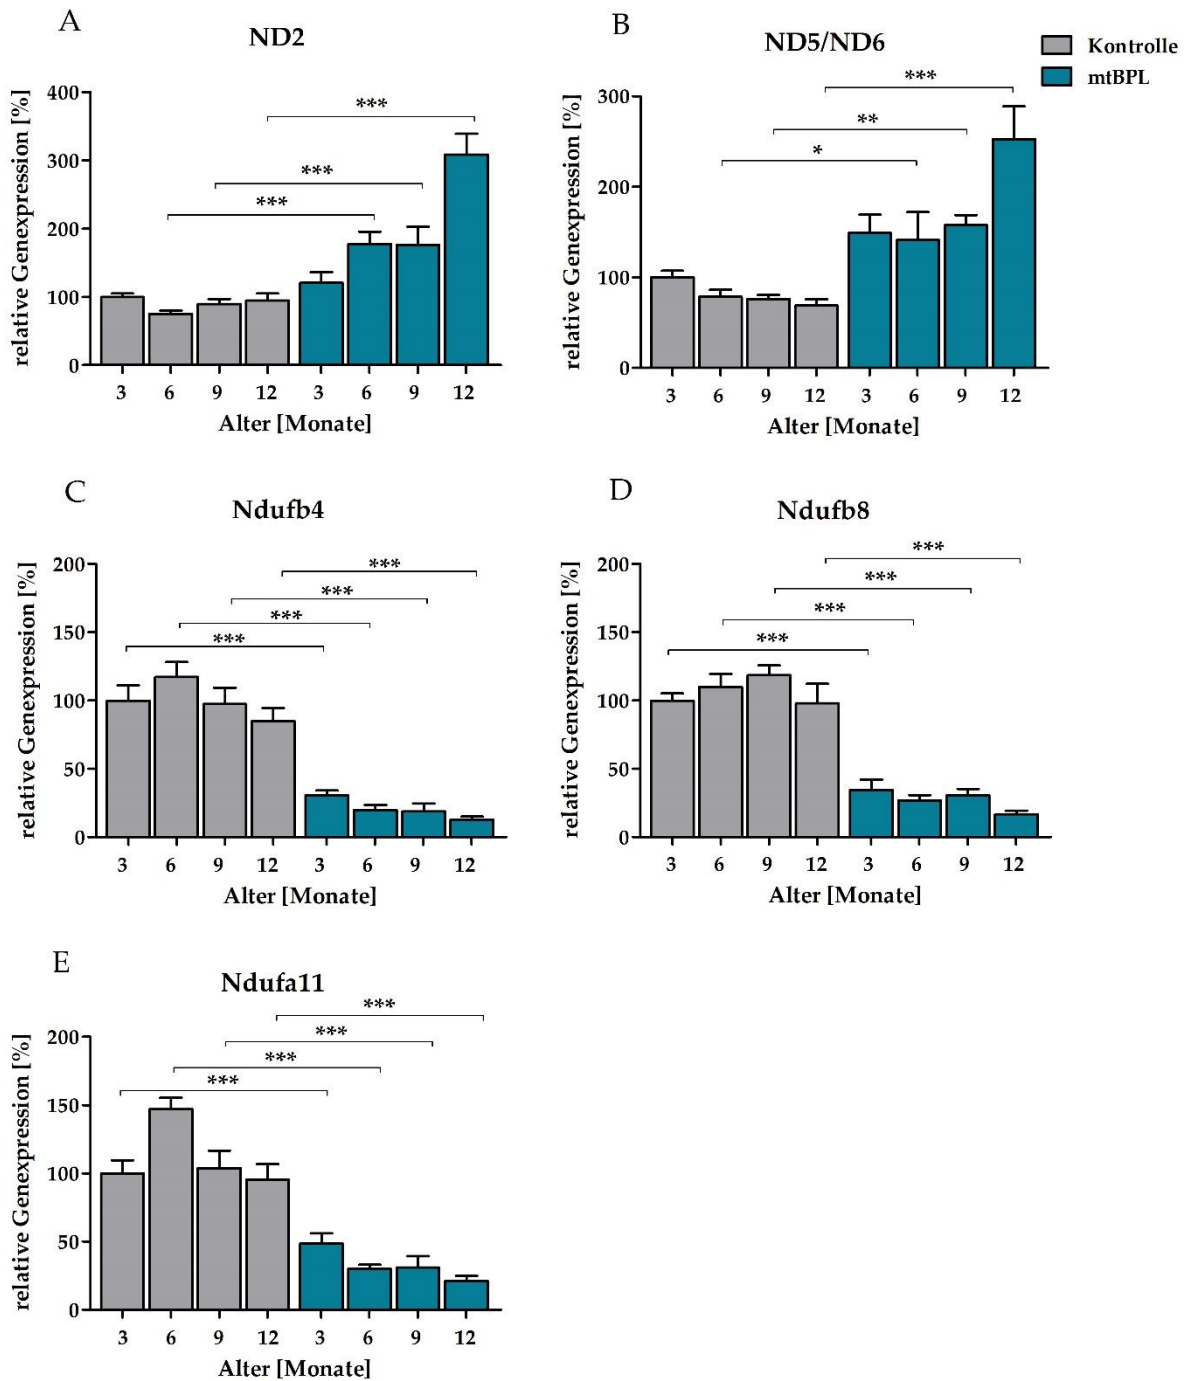 A
ND2
relative Genexpression [%]
400
300
200
100
0
***
***
***
3 6 9 12 3 6 9 12
Alter [Monate]
B
ND5/ND6
relative Genexpression [%]
300
200
100
0
***
**
*
3 6 9 12 3 6 9 12
Alter [Monate]
Kontrolle
mtBPL
C
Ndufb4
relative Genexpression [%]
200
150
100
50
0
***
***
***
***
3 6 9 12 3 6 9 12
Alter [Monate]
D
Ndufb8
relative Genexpression [%]
200
150
100
50
0
***
***
***
***
3 6 9 12 3 6 9 12
Alter [Monate]
E
Ndufa11
relative Genexpression [%]
200
150
100
50
0
***
***
***
***
3 6 9 12 3 6 9 12
Alter [Monate]